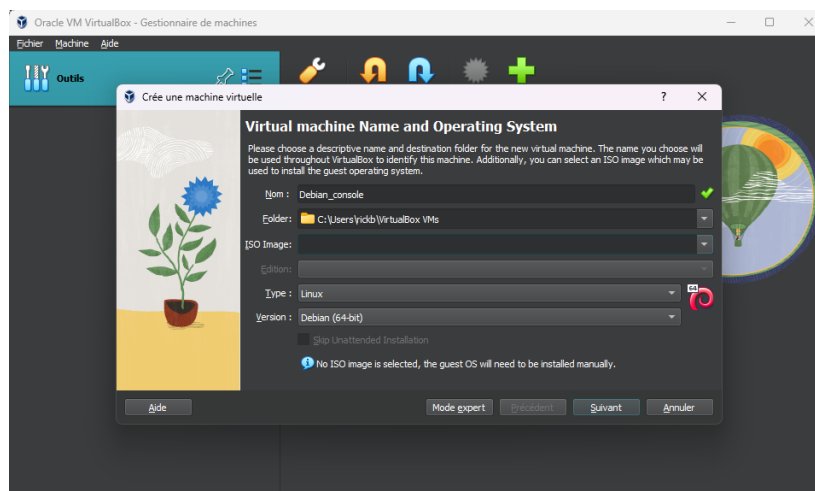 Oracle VM VirtualBox - Gestionnaire de machines
Fichier Machine Aide
Outils
Crée une machine virtuelle
?
Virtual machine Name and Operating System
Please choose a descriptive name and destination folder for the new virtual machine. The name you choose will
be used throughout VirtualBox to identify this machine. Additionally, you can select an ISO image which may be
used to install the guest operating system.
Nom : Debian_console
Folder: C:\Users\rickb\VirtualBox VMs
ISO Image:
Edition:
Type : Linux
64
Version : Debian (64-bit)
Skip Unattended Installation
No ISO image is selected, the guest OS will need to be installed manually.
Aide Mode expert Précédent Suivant Annuler